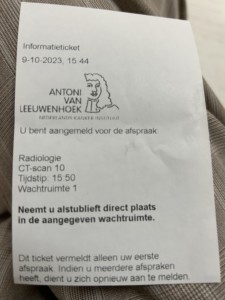 Informatieticket
9-10-2023, 15:44
ANTONI
VAN
LEEUWENHOEK
NEDERLANDS KANKER INSTITUUT
U bent aangemeld voor de afspraak:
Radiologie
CT-scan 10
Tijdstip: 15:50
Wachtruimte 1
Neemt u alstublieft direct plaats
in de aangegeven wachtruimte.
Dit ticket vermeldt alleen uw eerste
afspraak. Indien u meerdere afspraken
heeft, dient u zich opnieuw aan te melden.